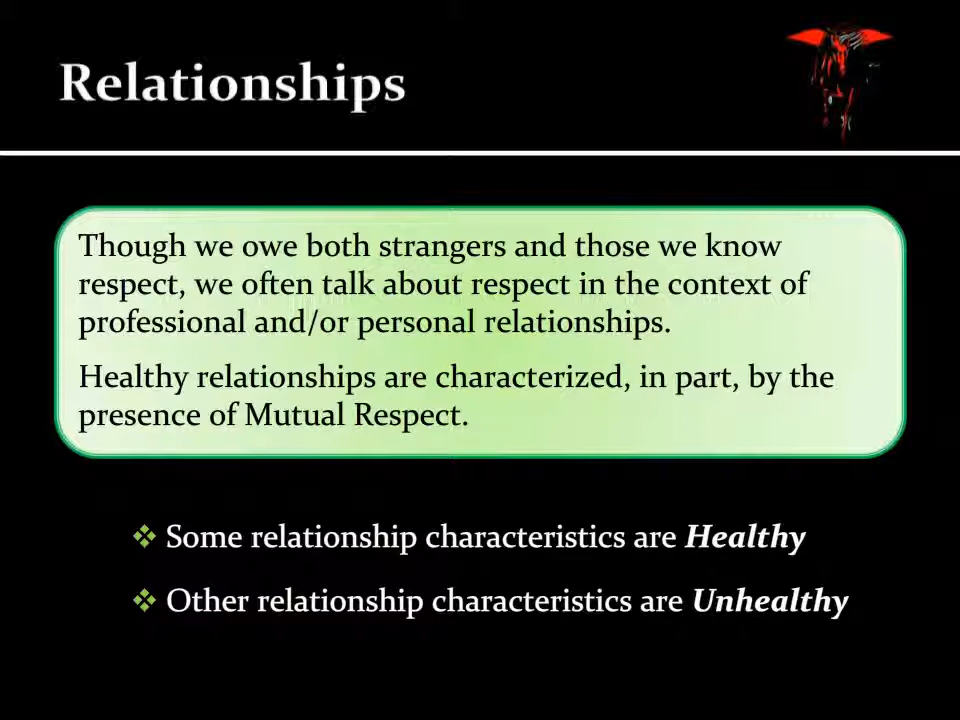 Relationships
Though we owe both strangers and those we know
respect, we often talk about respect in the context of
professional and/or personal relationships.
Healthy relationships are characterized, in part, by the
presence of Mutual Respect.
❖ Some relationship characteristics are Healthy
❖ Other relationship characteristics are Unhealthy